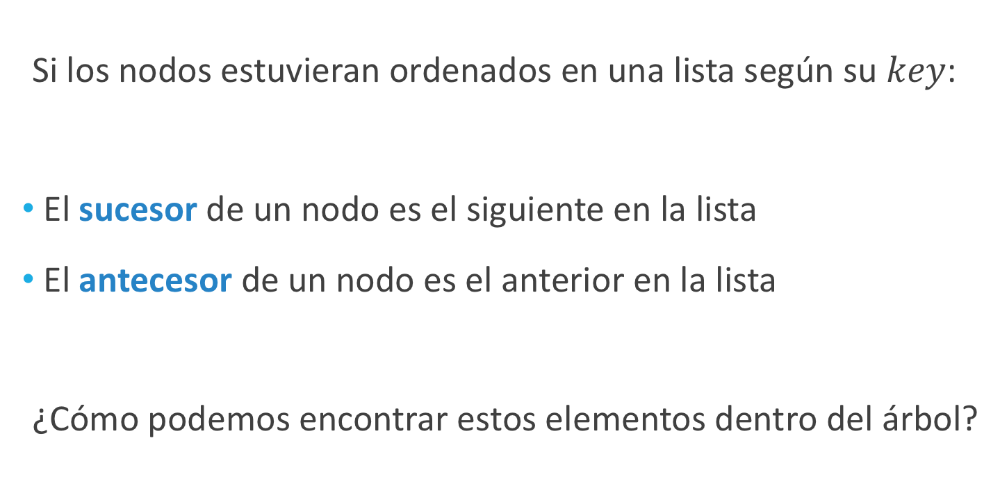 Si los nodos estuvieran ordenados en una lista según su key:
• El sucesor de un nodo es el siguiente en la lista
• El antecesor de un nodo es el anterior en la lista
¿Cómo podemos encontrar estos elementos dentro del árbol?